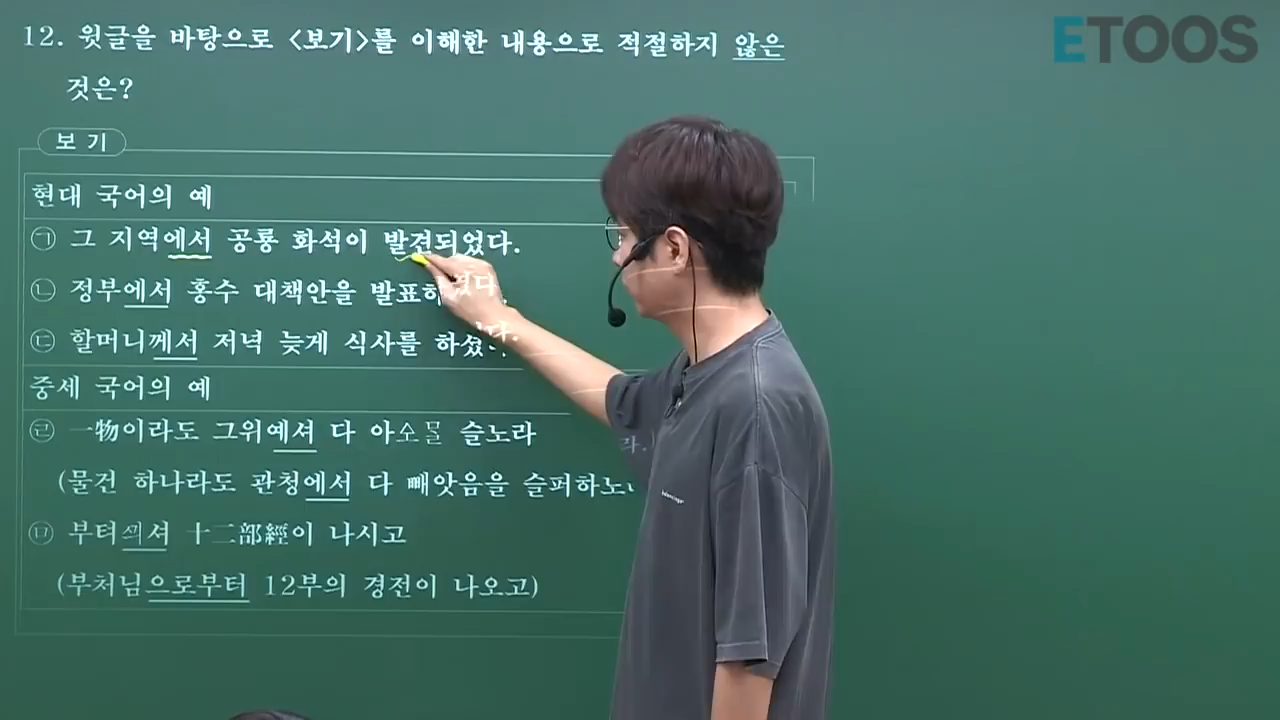 12. 윗글을 바탕으로 <보기>를 이해한 내용으로 적절하지 않은
것은?
ETOOS
보 기
현대 국어의 예
㉠ 그 지역에서 공룡 화석이 발견되었다.
㉡ 정부에서 홍수 대책안을 발표하였다.
㉢ 할머니께서 저녁 늦게 식사를 하셨다.
중세 국어의 예
㉣ 一物이라도 그위예셔 다 아ᅀᆞᆯ 슬노라
(물건 하나라도 관청에서 다 빼앗음을 슬퍼하노라.)
㉤ 부텨ᄭᅴ셔 十二部經이 나시고
(부처님으로부터 12부의 경전이 나오고)